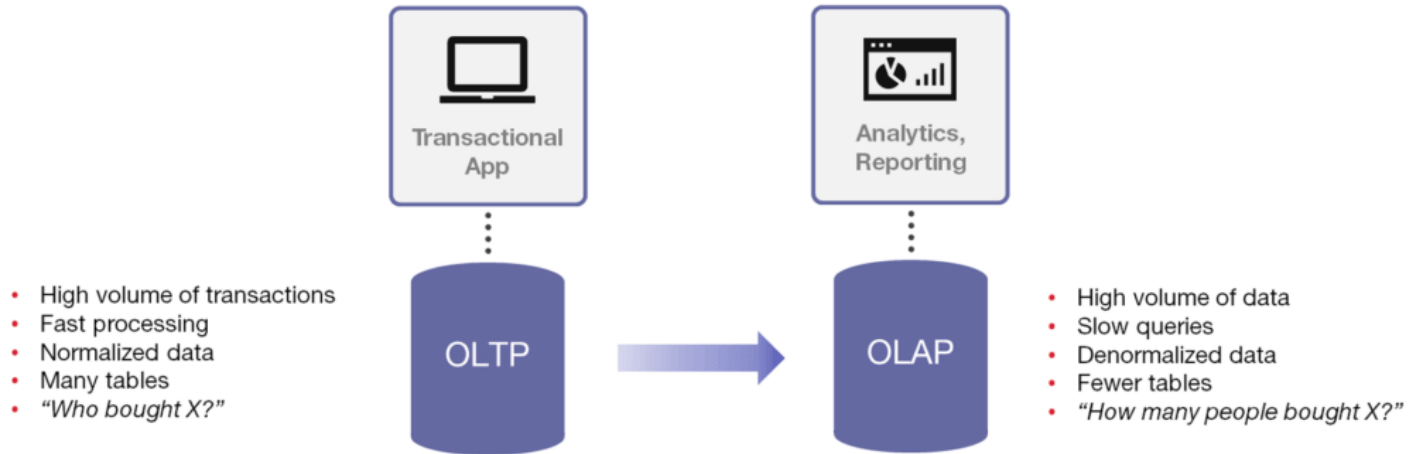 Transactional
App
Analytics,
Reporting
• High volume of transactions
• Fast processing
• Normalized data
• Many tables
• “Who bought X?”
OLTP
OLAP
• High volume of data
• Slow queries
• Denormalized data
• Fewer tables
• “How many people bought X?”